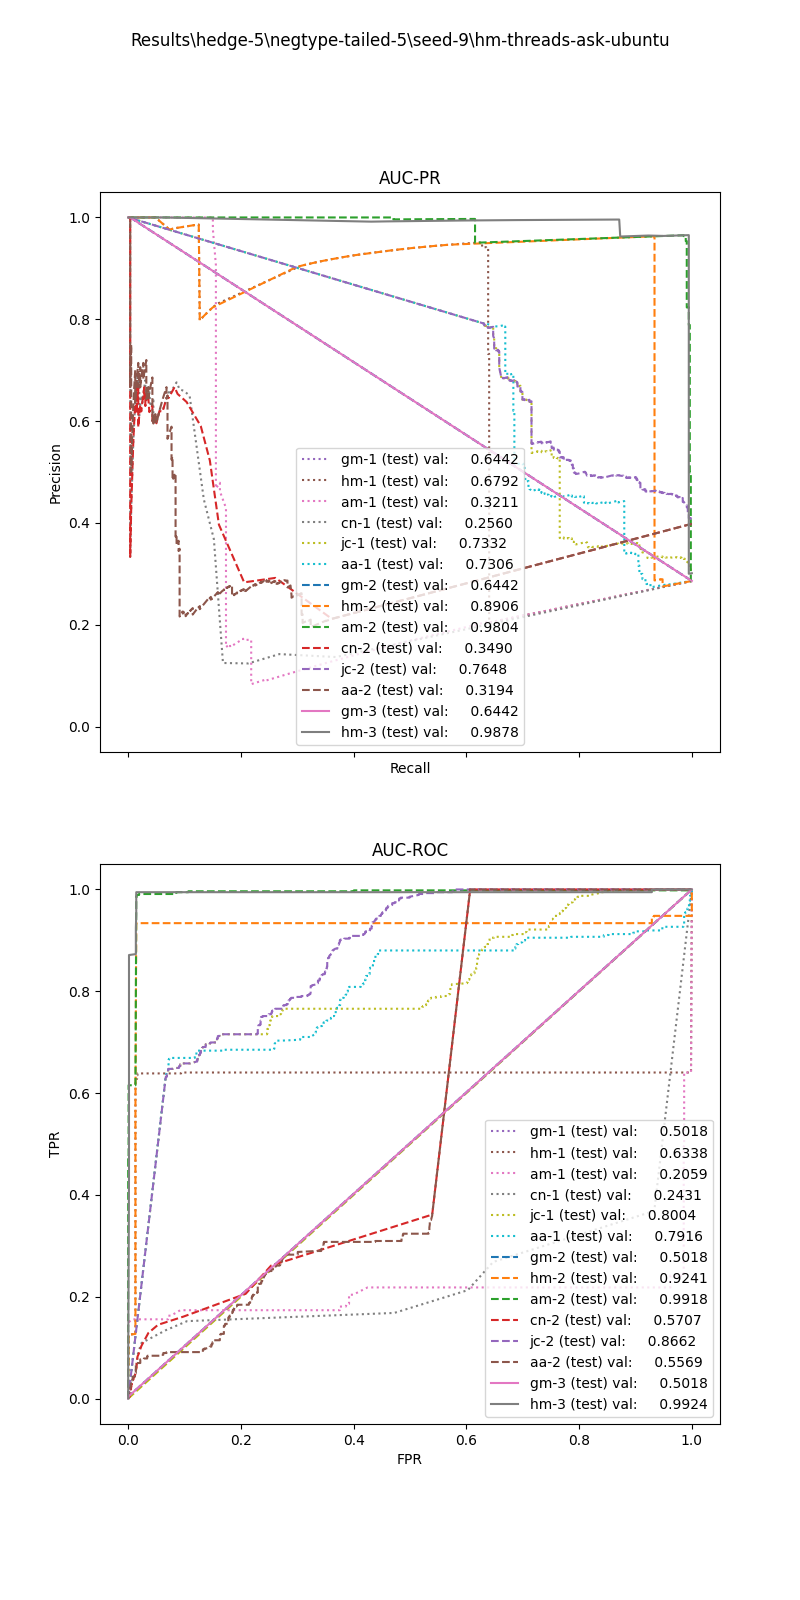 Results\hedge-5\negtype-tailed-5\seed-9\hm-threads-ask-ubuntu
AUC-PR
1.0
0.8
0.6
0.4
0.2
0.0
Precision
gm-1 (test) val: 0.6442
hm-1 (test) val: 0.6792
am-1 (test) val: 0.3211
cn-1 (test) val: 0.2560
jc-1 (test) val: 0.7332
aa-1 (test) val: 0.7306
gm-2 (test) val: 0.6442
hm-2 (test) val: 0.8906
am-2 (test) val: 0.9804
cn-2 (test) val: 0.3490
jc-2 (test) val: 0.7648
aa-2 (test) val: 0.3194
gm-3 (test) val: 0.6442
hm-3 (test) val: 0.9878
Recall
AUC-ROC
1.0
0.8
0.6
0.4
0.2
0.0
TPR
gm-1 (test) val: 0.5018
hm-1 (test) val: 0.6338
am-1 (test) val: 0.2059
cn-1 (test) val: 0.2431
jc-1 (test) val: 0.8004
aa-1 (test) val: 0.7916
gm-2 (test) val: 0.5018
hm-2 (test) val: 0.9241
am-2 (test) val: 0.9918
cn-2 (test) val: 0.5707
jc-2 (test) val: 0.8662
aa-2 (test) val: 0.5569
gm-3 (test) val: 0.5018
hm-3 (test) val: 0.9924
0.0 0.2 0.4 0.6 0.8 1.0
FPR